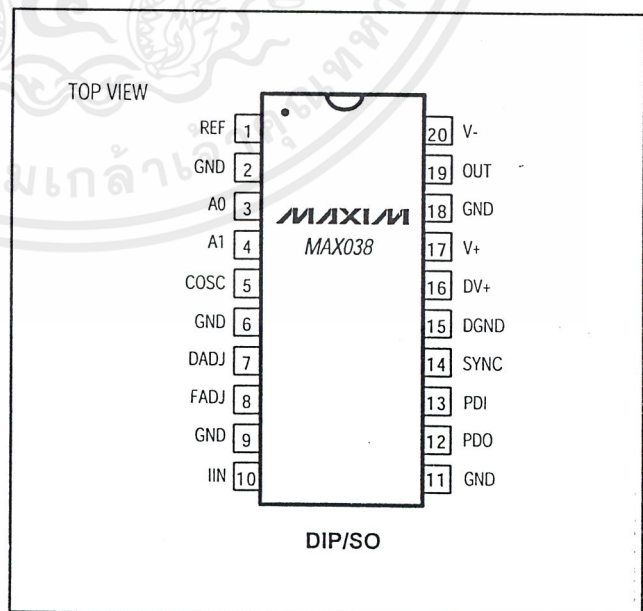 TOP VIEW
REF 1
GND 2
A0 3
A1 4
COSC 5
GND 6
DADJ 7
FADJ 8
GND 9
IIN 10
MAXIM
MAX038
20 V-
19 OUT
18 GND
17 V+
16 DV+
15 DGND
14 SYNC
13 PDI
12 PDO
11 GND
DIP/SO